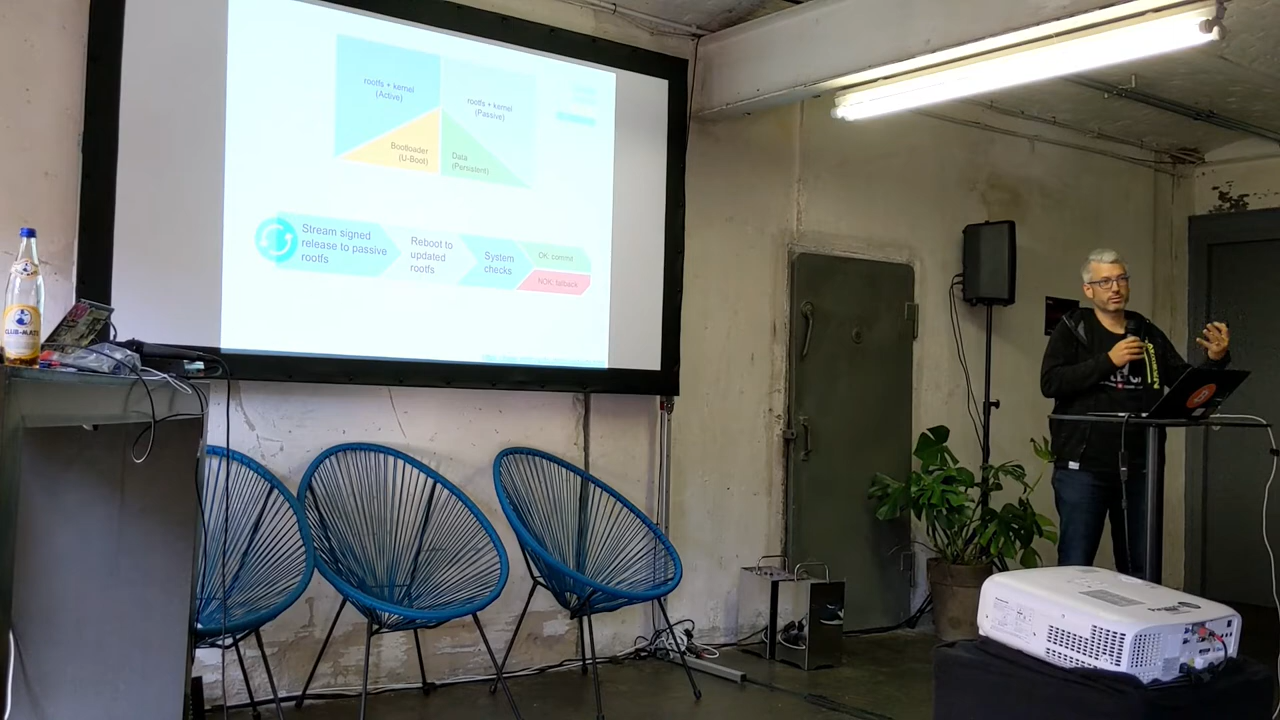 rootfs + kernel
(Active)
rootfs + kernel
(Passive)
Bootloader
(U-Boot)
Data
(Persistent)
Stream signed
release to passive
rootfs
Reboot to
updated
rootfs
System
checks
OK, commit
NOK, fallback
CLUB-MATE